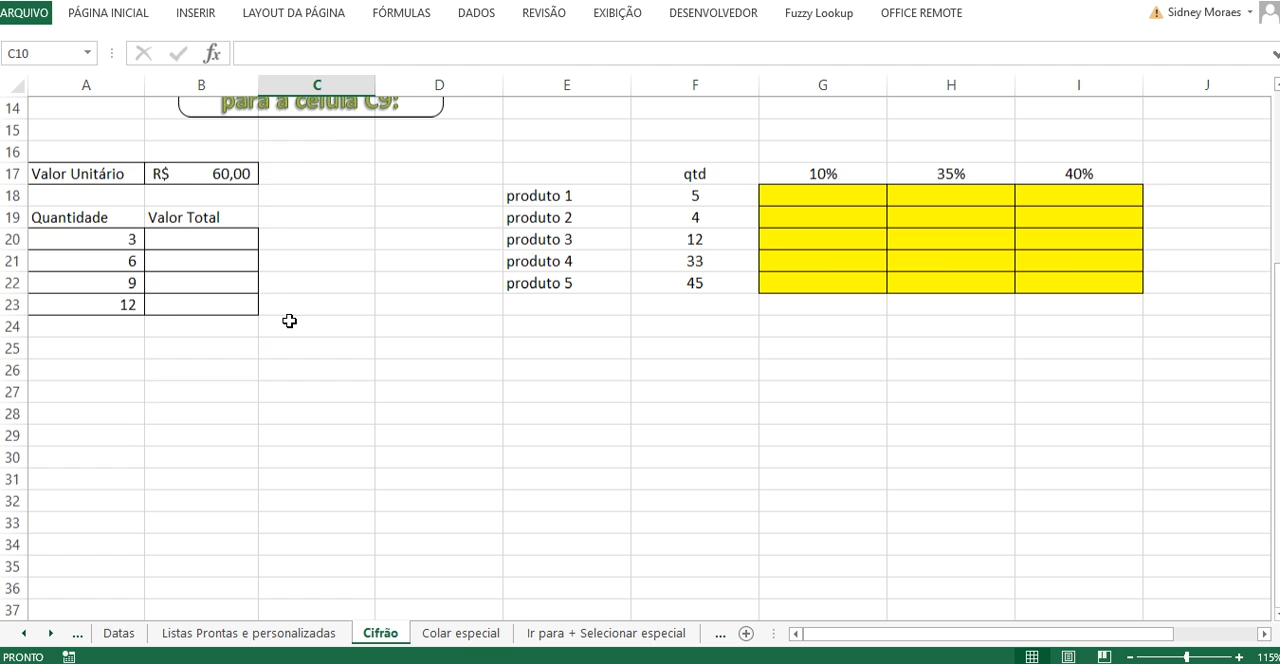 ARQUIVO PÁGINA INICIAL INSERIR LAYOUT DA PÁGINA FÓRMULAS DADOS REVISÃO EXIBIÇÃO DESENVOLVEDOR Fuzzy Lookup OFFICE REMOTE Sidney Moraes
C10 fx
A B C D E F G H I J
14 para a célula C9:
15
16
17 Valor Unitário R$ 60,00 qtd 10% 35% 40%
18 produto 1 5
19 Quantidade Valor Total produto 2 4
20 3 produto 3 12
21 6 produto 4 33
22 9 produto 5 45
23 12
24
25
26
27
28
29
30
31
32
33
34
35
36
37
... Datas Listas Prontas e personalizadas Cifrão Colar especial Ir para + Selecionar especial ...
PRONTO 115%